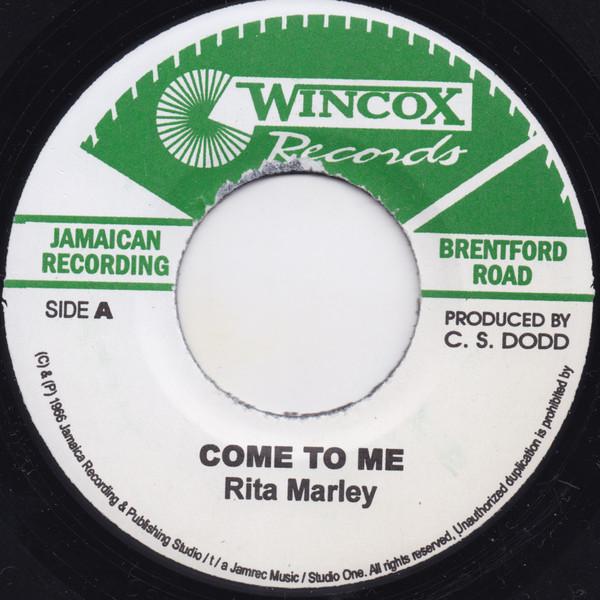 WINCOX
Records
JAMAICAN
RECORDING
BRENTFORD
ROAD
SIDE A
PRODUCED BY
C. S. DODD
COME TO ME
Rita Marley
(C) & (P) 1966 Jamaica Recording & Publishing Studio / t / a Jamrec Music / Studio One. All rights reserved, Unauthorized duplication is prohibited by